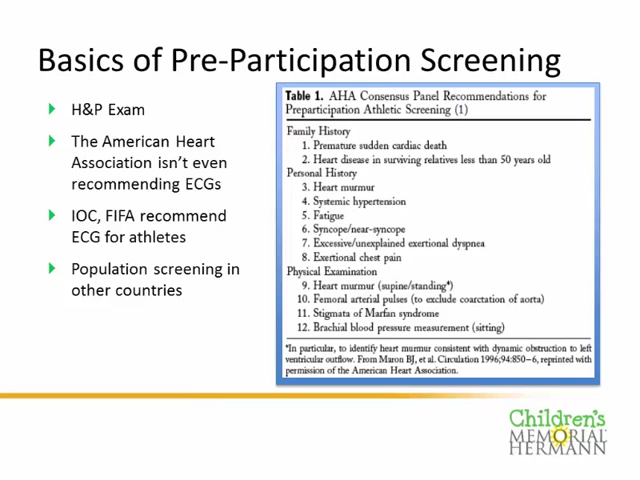 Basics of Pre-Participation Screening
H&P Exam
The American Heart
Association isn't even
recommending ECGs
IOC, FIFA recommend
ECG for athletes
Population screening in
other countries
Table 1. AHA Consensus Panel Recommendations for
Preparticipation Athletic Screening (1)
Family History
1. Premature sudden cardiac death
2. Heart disease in surviving relatives less than 50 years old
Personal History
3. Heart murmur
4. Systemic hypertension
5. Fatigue
6. Syncope/near-syncope
7. Excessive/unexplained exertional dyspnea
8. Exertional chest pain
Physical Examination
9. Heart murmur (supine/standing*)
10. Femoral arterial pulses (to exclude coarctation of aorta)
11. Stigmata of Marfan syndrome
12. Brachial blood pressure measurement (sitting)
*In particular, to identify heart murmur consistent with dynamic obstruction to left
ventricular outflow. From Maron BJ, et al. Circulation 1996;94:850–6, reprinted with
permission of the American Heart Association.
Children's
MEMORIAL
HERMANN